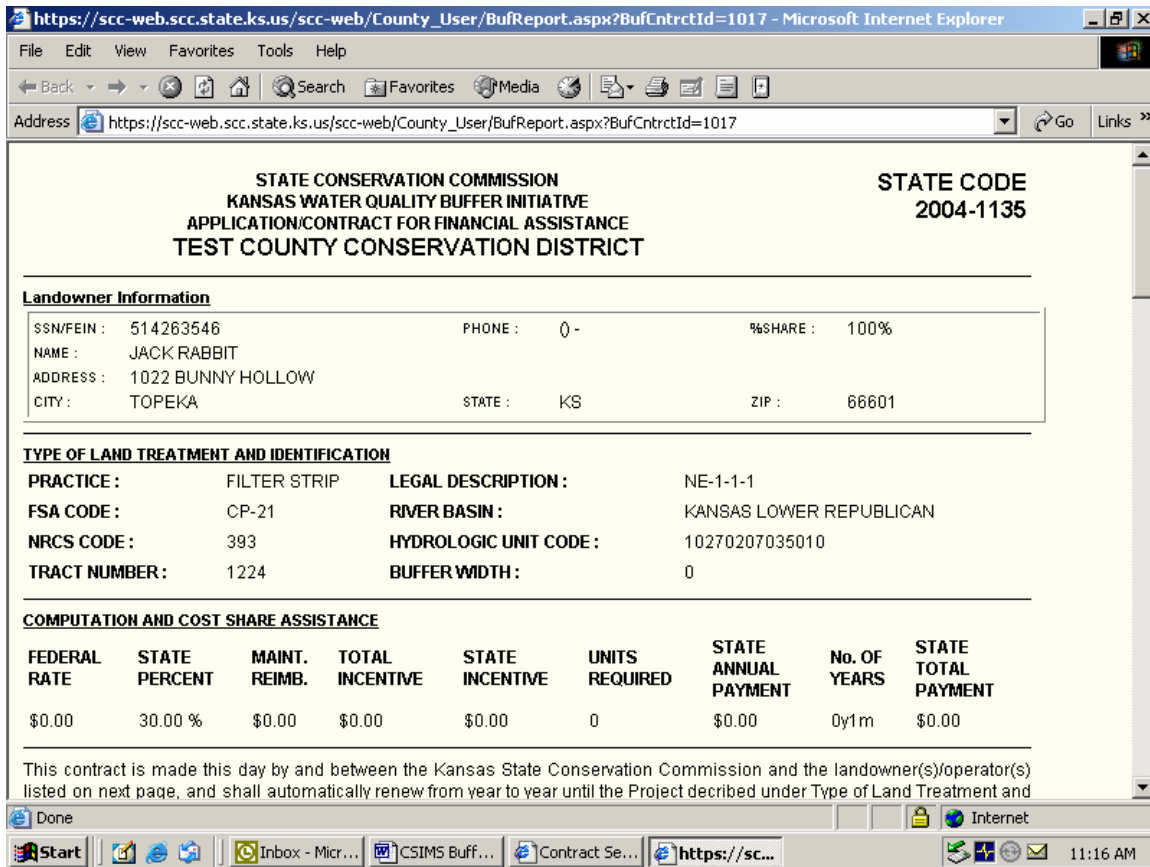 https://scc-web.scc.state.ks.us/scc-web/County_User/BufReport.aspx?BufCntrctId=1017 - Microsoft Internet Explorer
File Edit View Favorites Tools Help
Back Search Favorites Media
Address https://scc-web.scc.state.ks.us/scc-web/County_User/BufReport.aspx?BufCntrctId=1017 Go Links »
STATE CONSERVATION COMMISSION STATE CODE
KANSAS WATER QUALITY BUFFER INITIATIVE 2004-1135
APPLICATION/CONTRACT FOR FINANCIAL ASSISTANCE
TEST COUNTY CONSERVATION DISTRICT
Landowner Information
SSN/FEIN : 514263546 PHONE : () - %SHARE : 100%
NAME : JACK RABBIT
ADDRESS : 1022 BUNNY HOLLOW
CITY : TOPEKA STATE : KS ZIP : 66601
TYPE OF LAND TREATMENT AND IDENTIFICATION
PRACTICE : FILTER STRIP LEGAL DESCRIPTION : NE-1-1-1
FSA CODE : CP-21 RIVER BASIN : KANSAS LOWER REPUBLICAN
NRCS CODE : 393 HYDROLOGIC UNIT CODE : 10270207035010
TRACT NUMBER : 1224 BUFFER WIDTH : 0
COMPUTATION AND COST SHARE ASSISTANCE
FEDERAL RATE STATE PERCENT MAINT. REIMB. TOTAL INCENTIVE STATE INCENTIVE UNITS REQUIRED STATE ANNUAL PAYMENT No. OF YEARS STATE TOTAL PAYMENT
$0.00 30.00 % $0.00 $0.00 $0.00 0 $0.00 0y1m $0.00
This contract is made this day by and between the Kansas State Conservation Commission and the landowner(s)/operator(s)
listed on next page, and shall automatically renew from year to year until the Project decribed under Type of Land Treatment and
Done Internet
Start Inbox - Micr... CSIMS Buff... Contract Se... https://sc... 11:16 AM